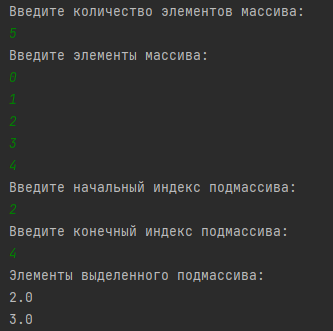 Введите количество элементов массива:
5
Введите элементы массива:
0
1
2
3
4
Введите начальный индекс подмассива:
2
Введите конечный индекс подмассива:
4
Элементы выделенного подмассива:
2.0
3.0